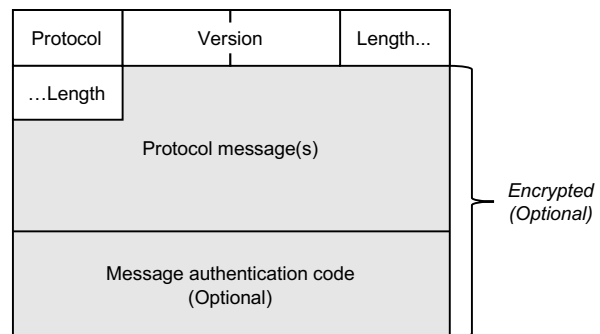 Protocol
Version
Length...
...Length
Protocol message(s)
Encrypted
(Optional)
Message authentication code
(Optional)